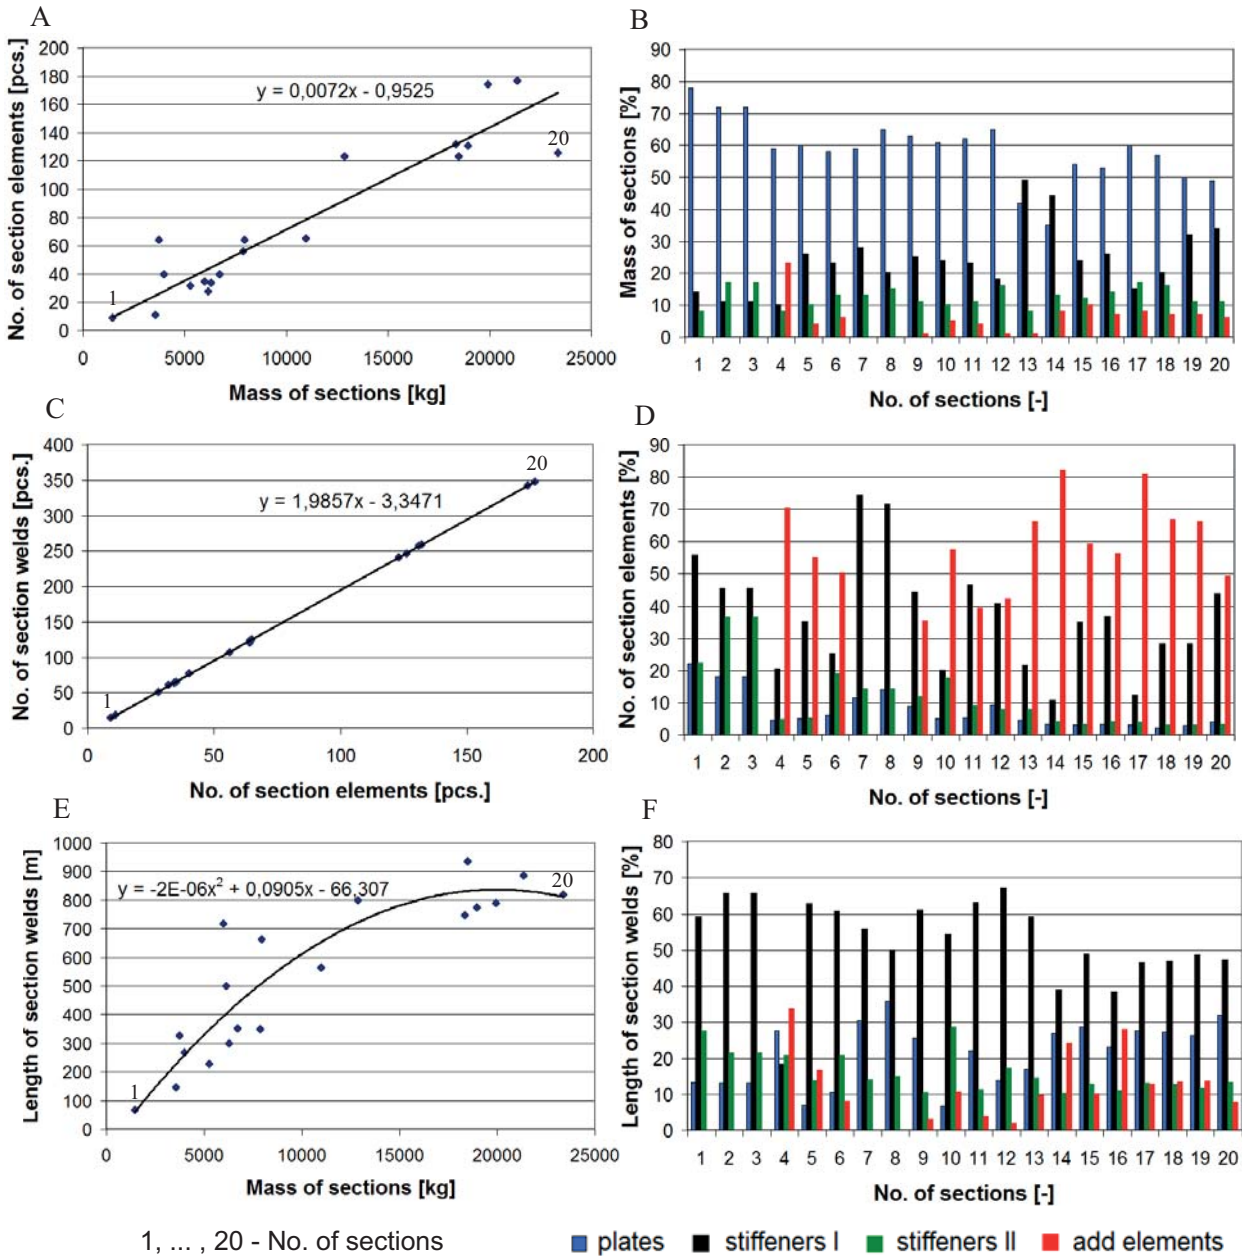 A
No. of section elements [pcs.]
200
180
160
140
120
100
80
60
40
20
0
y = 0,0072x - 0,9525
1
20
0 5000 10000 15000 20000 25000
Mass of sections [kg]
B
Mass of sections [%]
90
80
70
60
50
40
30
20
10
0
1 2 3 4 5 6 7 8 9 10 11 12 13 14 15 16 17 18 19 20
No. of sections [-]
C
No. of section welds [pcs.]
400
350
300
250
200
150
100
50
0
y = 1,9857x - 3,3471
1
20
0 50 100 150 200
No. of section elements [pcs.]
D
No. of section elements [%]
90
80
70
60
50
40
30
20
10
0
1 2 3 4 5 6 7 8 9 10 11 12 13 14 15 16 17 18 19 20
No. of sections [-]
E
Length of section welds [m]
1000
900
800
700
600
500
400
300
200
100
0
y = -2E-06x² + 0,0905x - 66,307
1
20
0 5000 10000 15000 20000 25000
Mass of sections [kg]
F
Length of section welds [%]
80
70
60
50
40
30
20
10
0
1 2 3 4 5 6 7 8 9 10 11 12 13 14 15 16 17 18 19 20
No. of sections [-]
1, ... , 20 - No. of sections
plates stiffeners I stiffeners II add elements